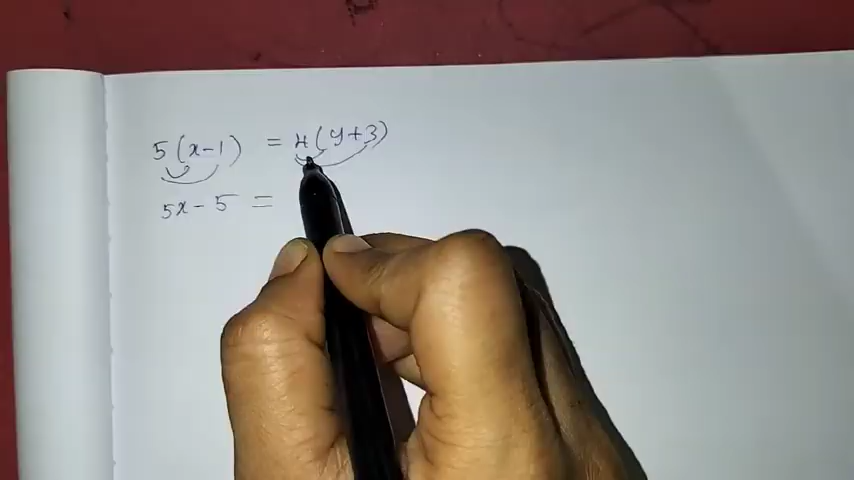 5(x-1) = 4(y+3)
5x - 5 =